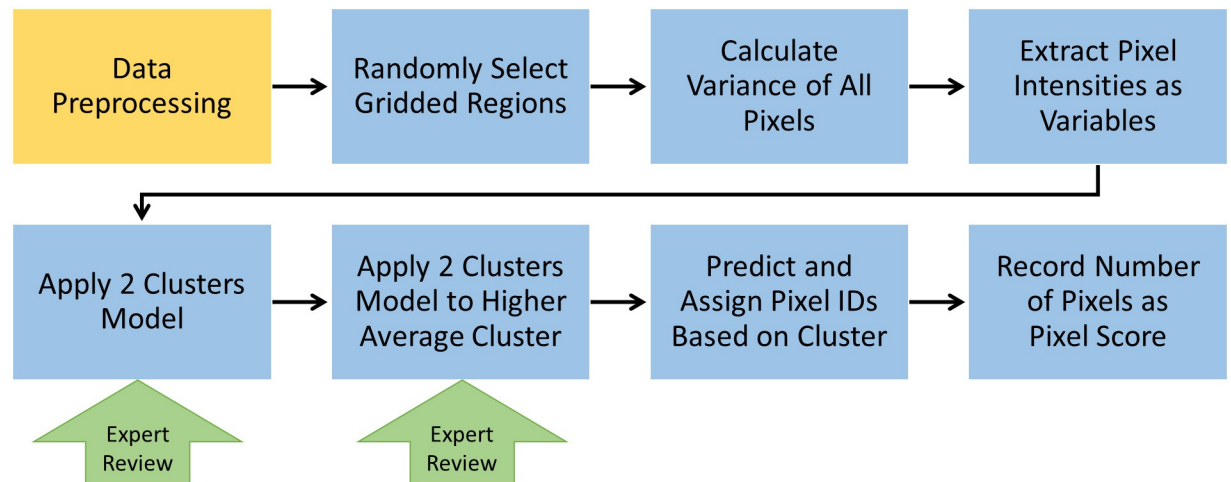 Data
Preprocessing
Randomly Select
Gridded Regions
Calculate
Variance of All
Pixels
Extract Pixel
Intensities as
Variables
Apply 2 Clusters
Model
Apply 2 Clusters
Model to Higher
Average Cluster
Predict and
Assign Pixel IDs
Based on Cluster
Record Number
of Pixels as
Pixel Score
Expert
Review
Expert
Review